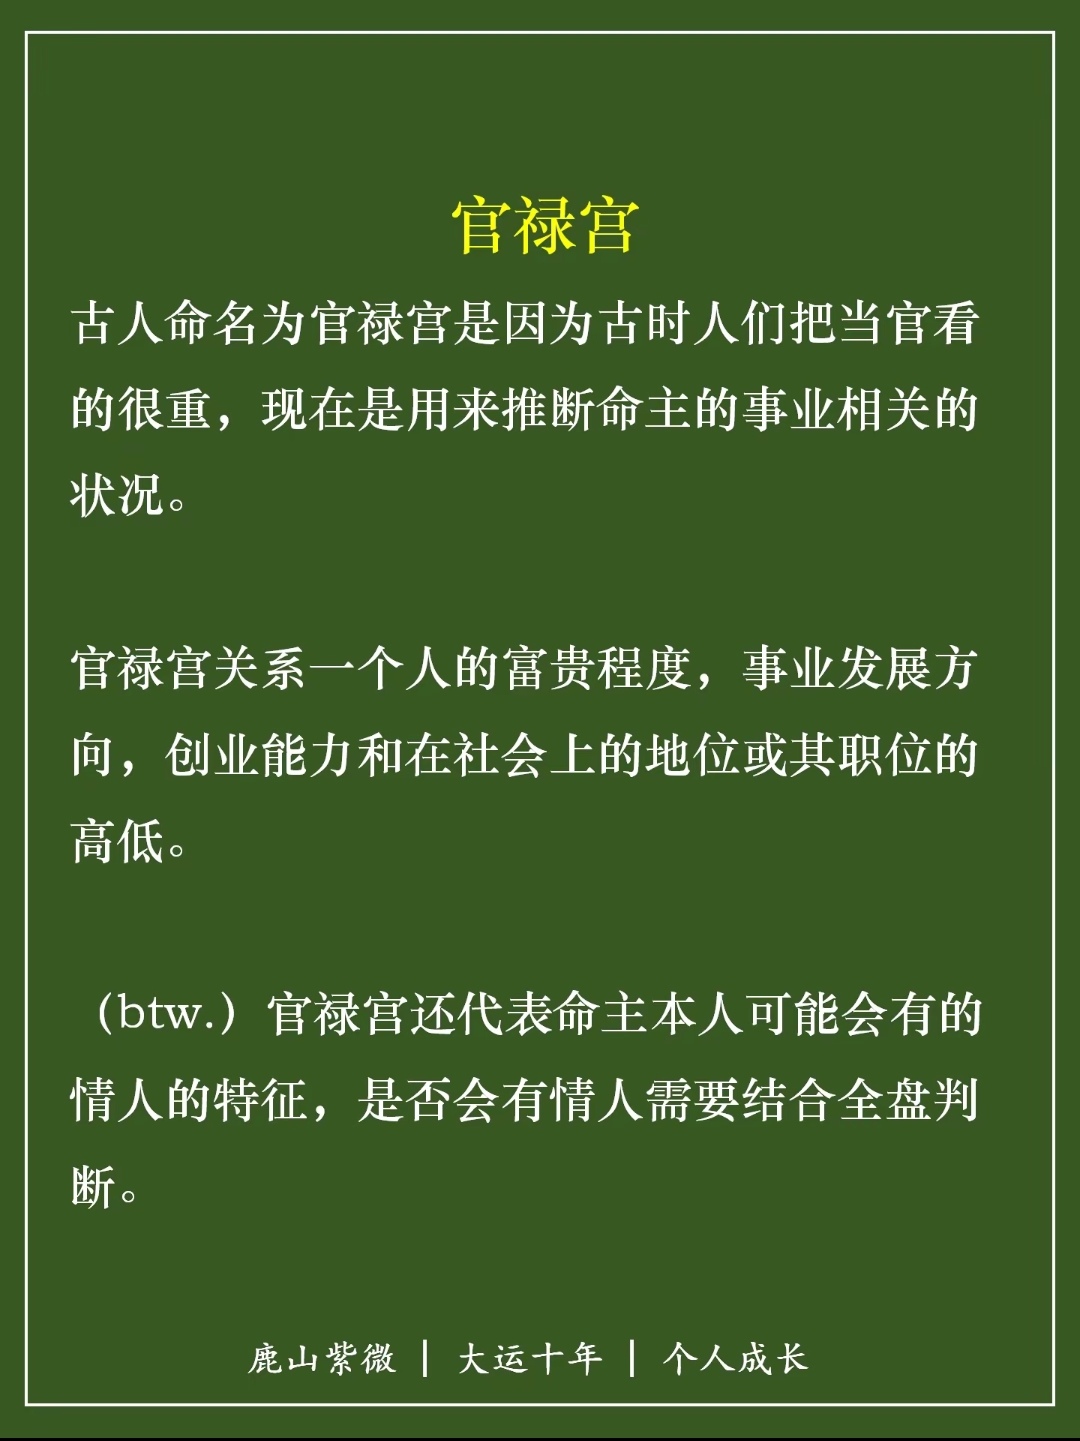 官禄宫
古人命名为官禄宫是因为古时人们把当官看
的很重，现在是用来推断命主的事业相关的
状况。
官禄宫关系一个人的富贵程度，事业发展方
向，创业能力和在社会上的地位或其职位的
高低。
（btw.）官禄宫还代表命主本人可能会有的
情人的特征，是否会有情人需要结合全盘判
断。
鹿山紫微 | 大运十年 | 个人成长